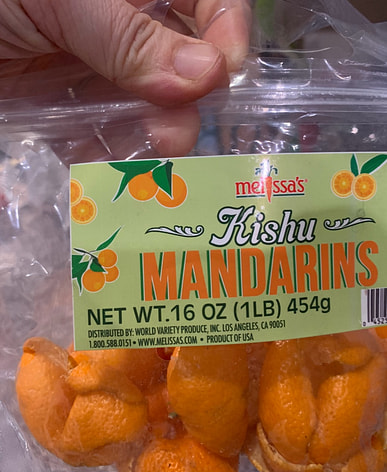 melissa's
Kishu
MANDARINS
NET WT.16 OZ (1LB) 454g
DISTRIBUTED BY: WORLD VARIETY PRODUCE, INC. LOS ANGELES, CA 90051
1.800.588.0151 • WWW.MELISSAS.COM • PRODUCT OF USA